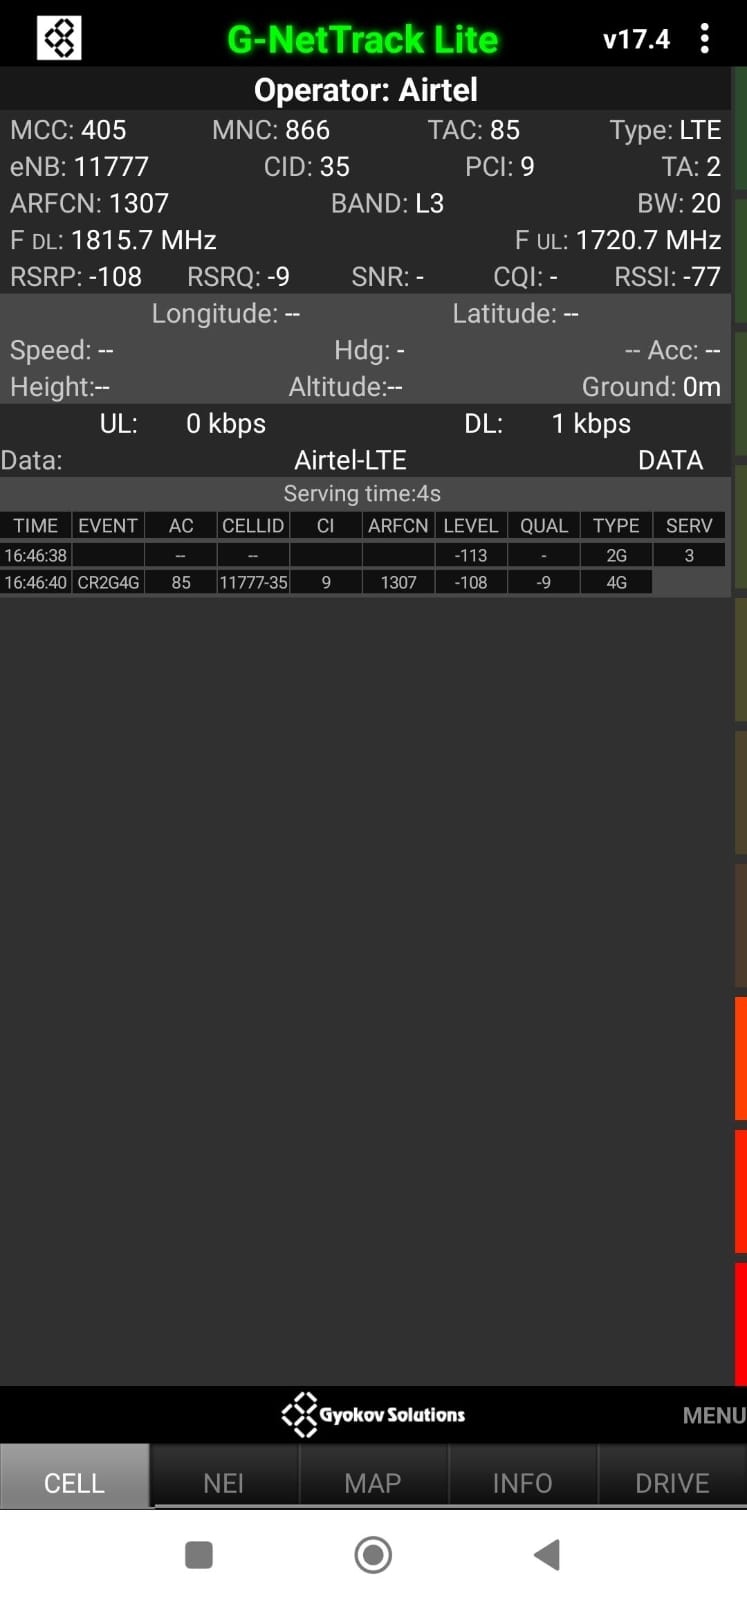 G-NetTrack Lite v17.4
Operator: Airtel
MCC: 405 MNC: 866 TAC: 85 Type: LTE
eNB: 11777 CID: 35 PCI: 9 TA: 2
ARFCN: 1307 BAND: L3 BW: 20
F DL: 1815.7 MHz F UL: 1720.7 MHz
RSRP: -108 RSRQ: -9 SNR: - CQI: - RSSI: -77
Longitude: -- Latitude: --
Speed: -- Hdg: - -- Acc: --
Height:-- Altitude:-- Ground: 0m
UL: 0 kbps DL: 1 kbps
Data: Airtel-LTE DATA
Serving time:4s
TIME EVENT AC CELLID CI ARFCN LEVEL QUAL TYPE SERV
16:46:38 -- -- -113 - 2G 3
16:46:40 CR2G4G 85 11777-35 9 1307 -108 -9 4G
Gyokov Solutions MENU
CELL NEI MAP INFO DRIVE